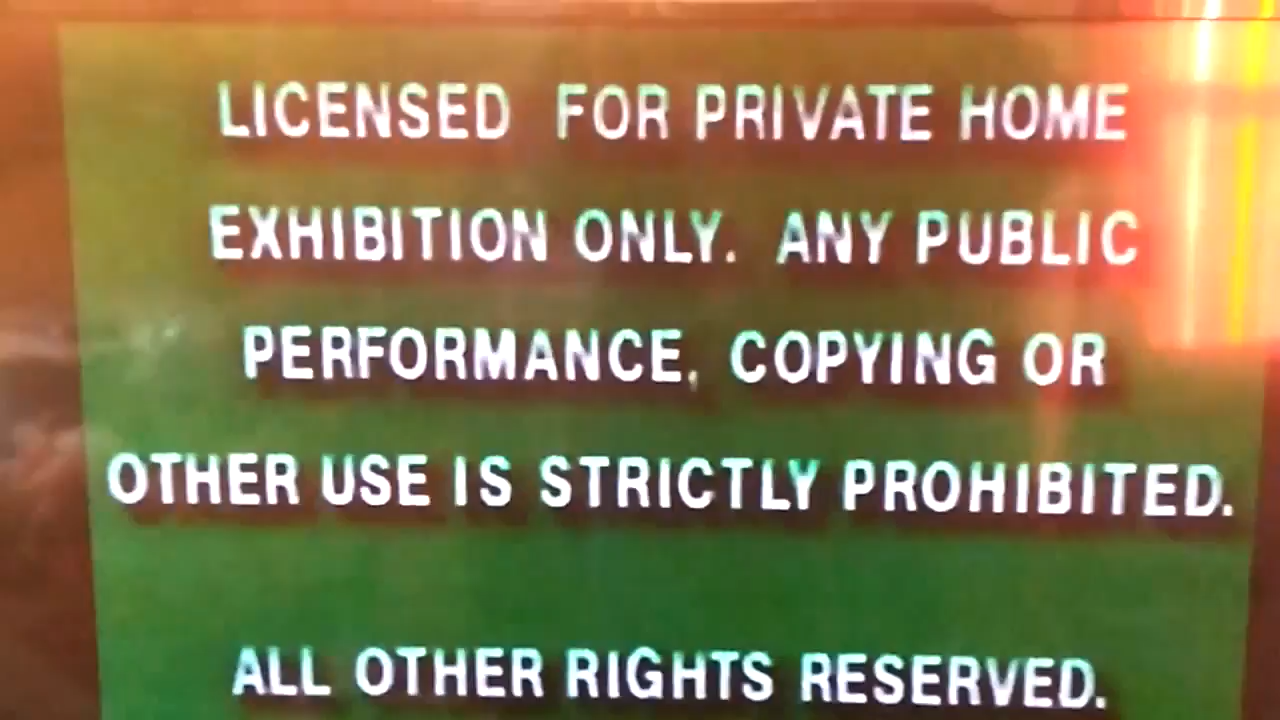 LICENSED FOR PRIVATE HOME
EXHIBITION ONLY. ANY PUBLIC
PERFORMANCE, COPYING OR
OTHER USE IS STRICTLY PROHIBITED.
ALL OTHER RIGHTS RESERVED.